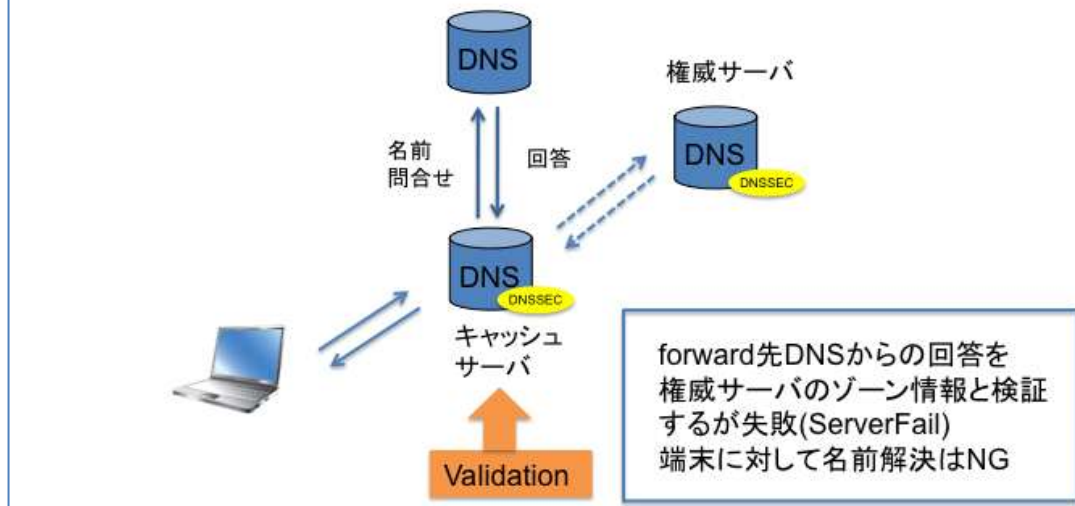 DNS
権威サーバ
名前
問合せ
回答
DNS
DNSSEC
DNS
DNSSEC
キャッシュ
サーバ
forward先DNSからの回答を
権威サーバのゾーン情報と検証
するが失敗(ServerFail)
端末に対して名前解決はNG
Validation